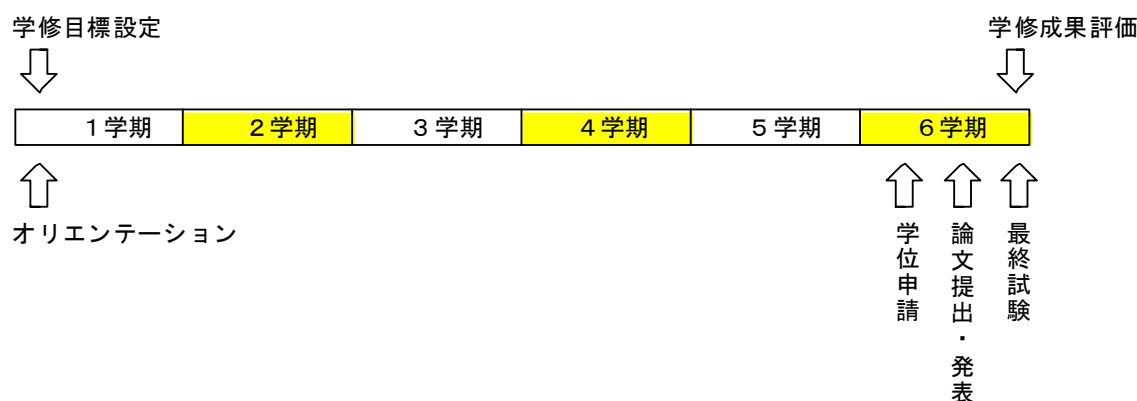 学修目標設定
学修成果評価
1学期
2学期
3学期
4学期
5学期
6学期
オリエンテーション
学位申請
論文提出・発表
最終試験